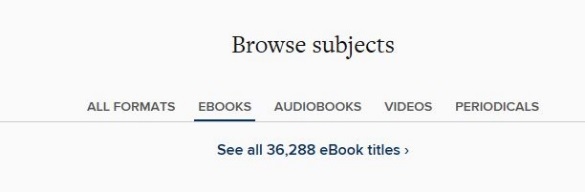 Browse subjects
ALL FORMATS EBOOKS AUDIOBOOKS VIDEOS PERIODICALS
See all 36,288 eBook titles ›